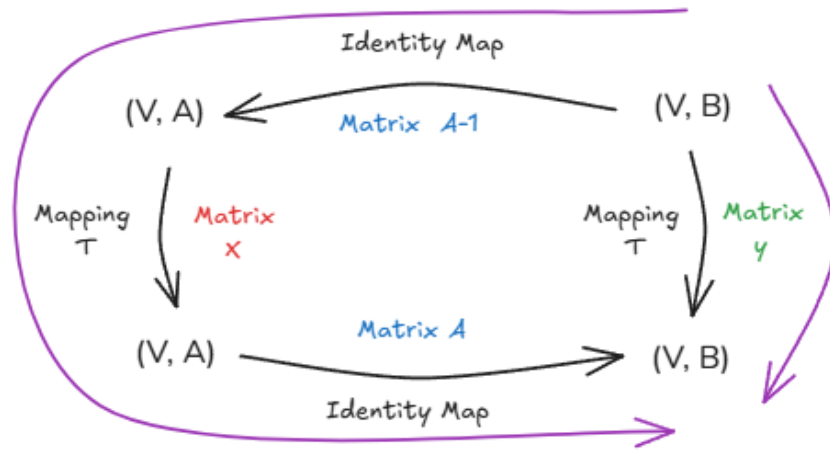 Identity Map
(V, A)
(V, B)
Matrix A-1
Mapping
T
Matrix
X
Mapping
T
Matrix
y
Matrix A
(V, A)
(V, B)
Identity Map